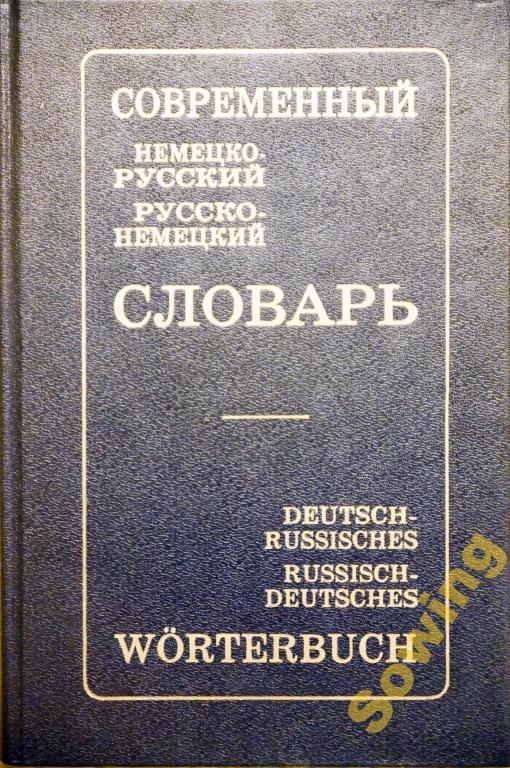 СОВРЕМЕННЫЙ
НЕМЕЦКО-
РУССКИЙ
РУССКО-
НЕМЕЦКИЙ
СЛОВАРЬ
DEUTSCH-
RUSSISCHES
RUSSISCH-
DEUTSCHES
WÖRTERBUCH
Sowing